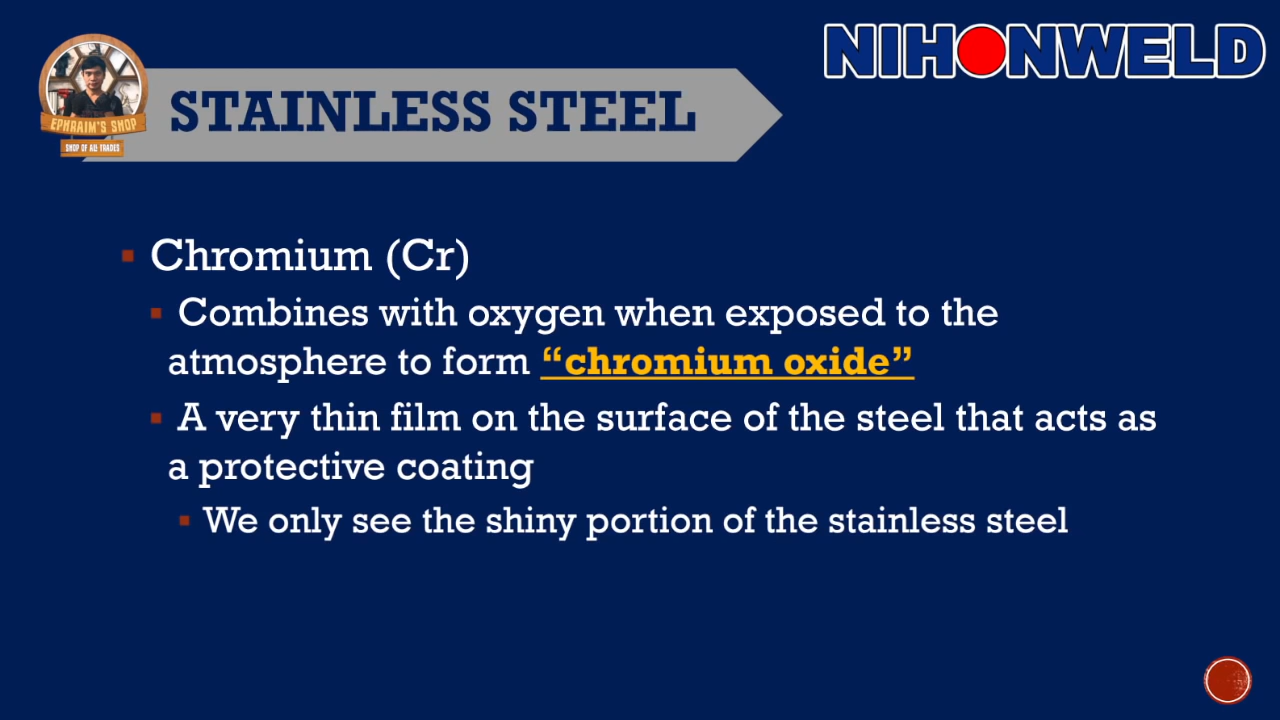 NIHONWELD
EPHRAIM'S SHOP
SHOP OF ALL TRADES
STAINLESS STEEL
Chromium (Cr)
Combines with oxygen when exposed to the
atmosphere to form “chromium oxide”
A very thin film on the surface of the steel that acts as
a protective coating
We only see the shiny portion of the stainless steel